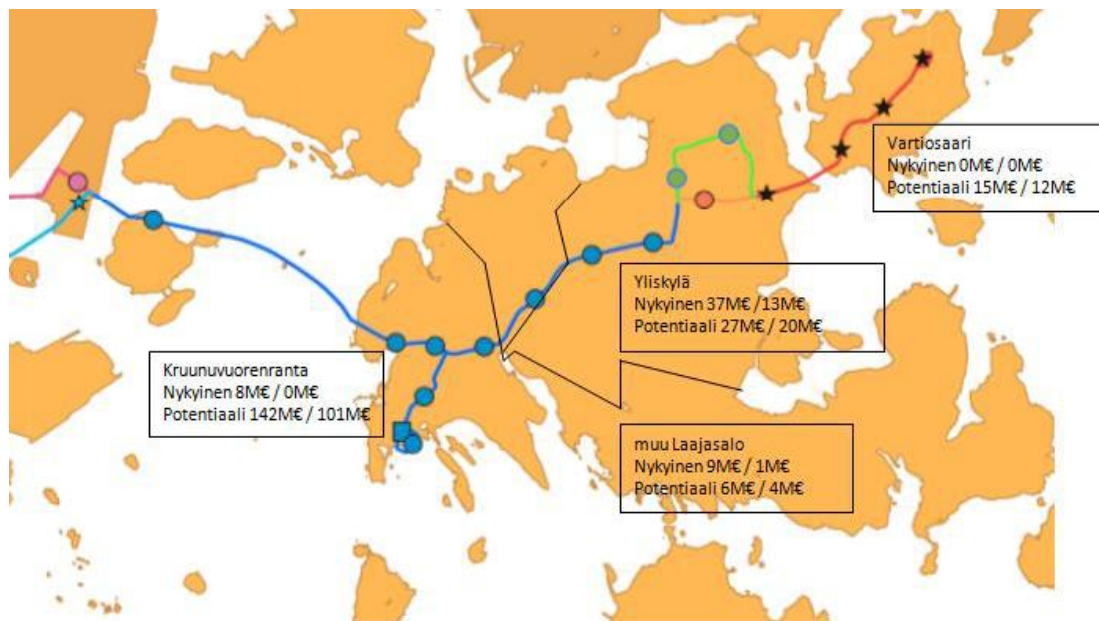 Vartiosaari
Nykyinen 0M€ / 0M€
Potentiaali 15M€ / 12M€
Yliskylä
Nykyinen 37M€ /13M€
Potentiaali 27M€ / 20M€
Kruunuvuorenranta
Nykyinen 8M€ / 0M€
Potentiaali 142M€ / 101M€
muu Laajasalo
Nykyinen 9M€ / 1M€
Potentiaali 6M€ / 4M€